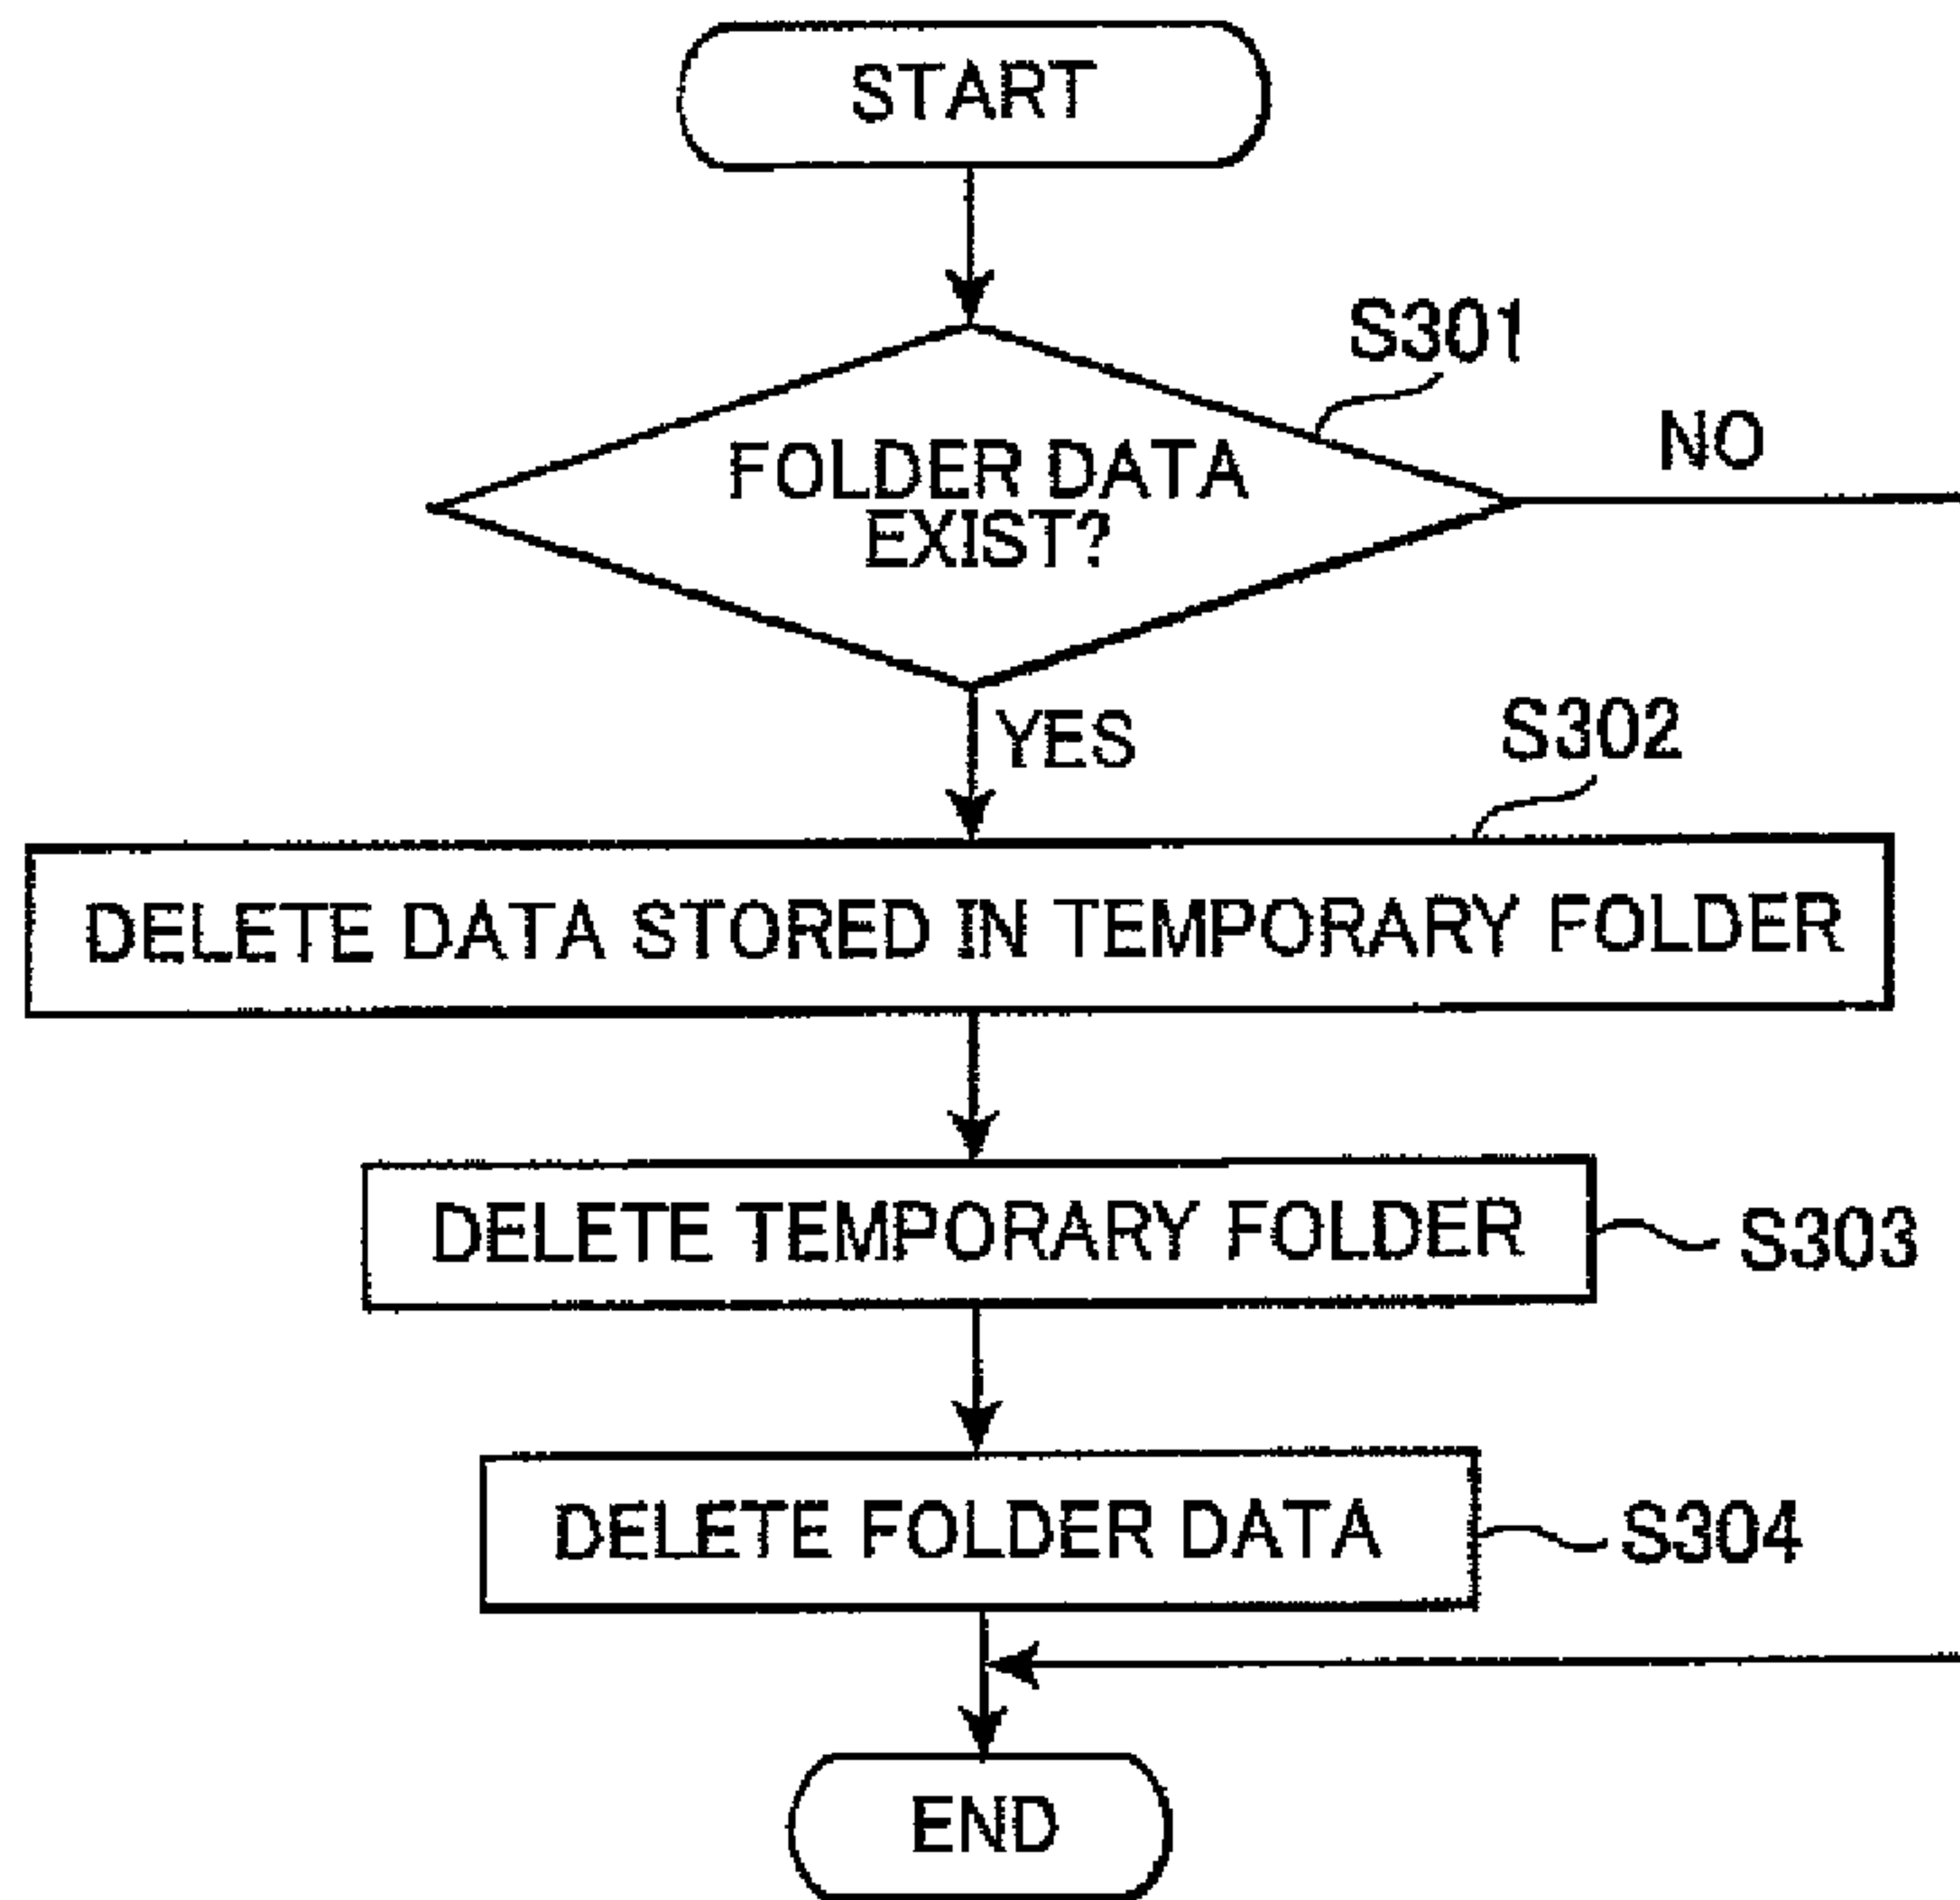 START
S301
NO
FOLDER DATA
EXIST?
YES
S302
DELETE DATA STORED IN TEMPORARY FOLDER
DELETE TEMPORARY FOLDER
S303
DELETE FOLDER DATA
S304
END